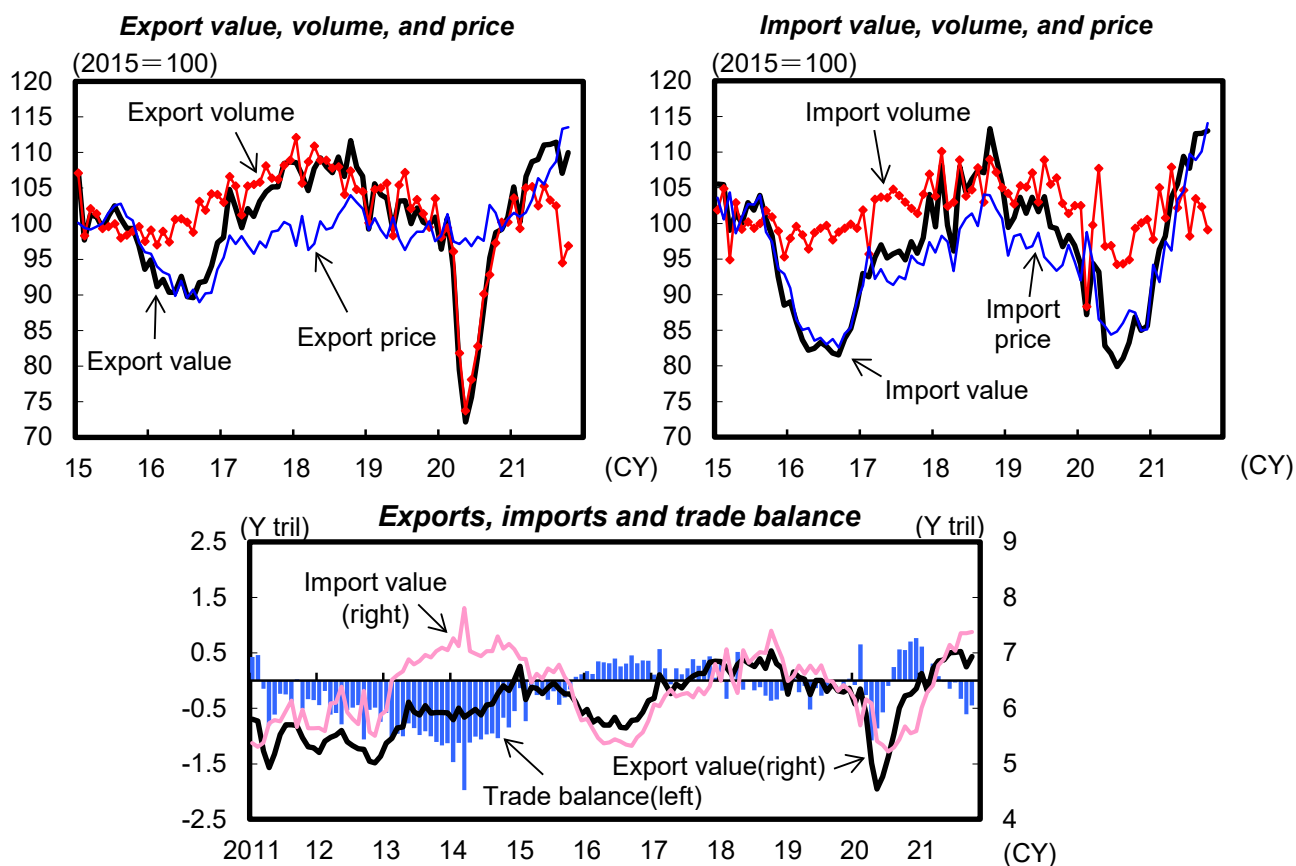 Export value, volume, and price
(2015=100)
120
115
110
105
100
95
90
85
80
75
70
Export volume
Export price
Export value
15 16 17 18 19 20 21 (CY)
Import value, volume, and price
(2015=100)
120
115
110
105
100
95
90
85
80
75
70
Import volume
Import
price
Import value
15 16 17 18 19 20 21 (CY)
Exports, imports and trade balance
(Y tril)
(Y tril)
2.5
1.5
0.5
-0.5
-1.5
-2.5
Import value
(right)
Export value(right)
Trade balance(left)
9
8
7
6
5
4
2011 12 13 14 15 16 17 18 19 20 21 (CY)